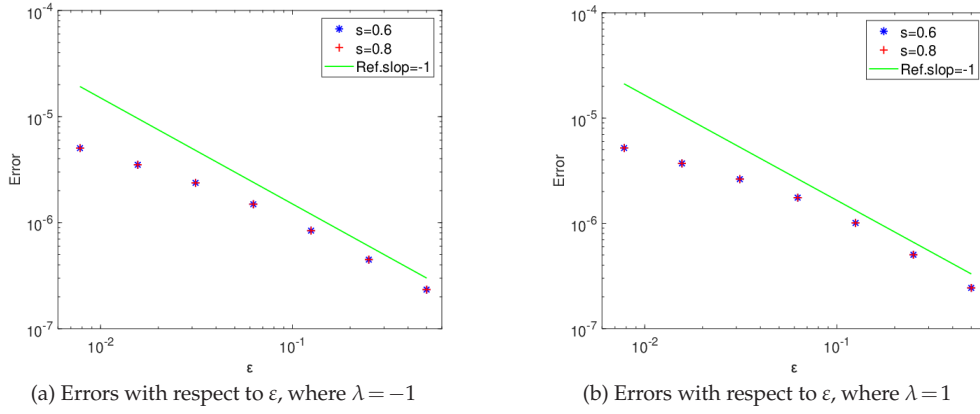 10^-4
10^-5
10^-6
10^-7
Error
s=0.6
s=0.8
Ref.slop=-1
10^-2
10^-1
ε
(a) Errors with respect to ε, where λ=−1
10^-4
10^-5
10^-6
10^-7
Error
s=0.6
s=0.8
Ref.slop=-1
10^-2
10^-1
ε
(b) Errors with respect to ε, where λ=1